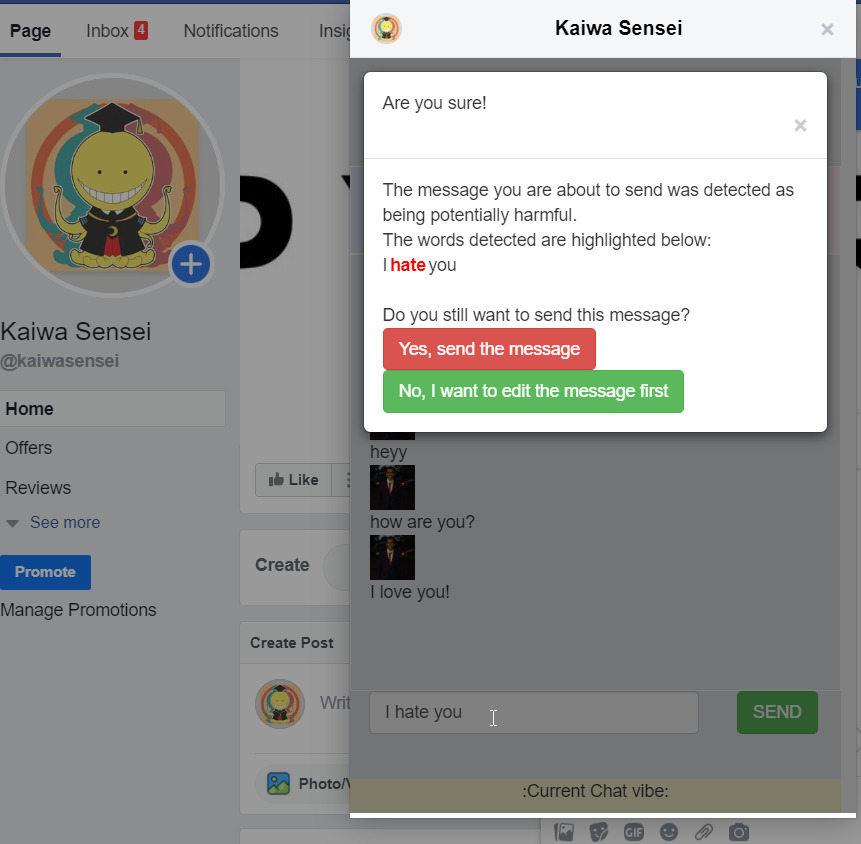 Page
Inbox 4
Notifications
Kaiwa Sensei
×
Are you sure!
×
The message you are about to send was detected as
being potentially harmful.
The words detected are highlighted below:
I hate you
Do you still want to send this message?
Yes, send the message
No, I want to edit the message first
Kaiwa Sensei
@kaiwasensei
Home
Offers
Reviews
See more
Promote
Manage Promotions
Like
Create
Create Post
heyy
how are you?
I love you!
I hate you
SEND
:Current Chat vibe:
GIF